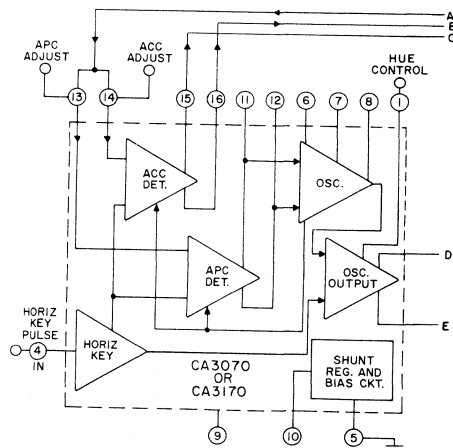 A
B
C
APC
ADJUST
ACC
ADJUST
HUE
CONTROL
13
14
15
16
11
12
6
7
8
1
ACC
DET.
OSC.
APC
DET.
OSC.
OUTPUT
D
E
HORIZ
KEY
PULSE
4
IN
HORIZ
KEY
CA3070
OR
CA3170
SHUNT
REG. AND
BIAS CKT.
9
10
5